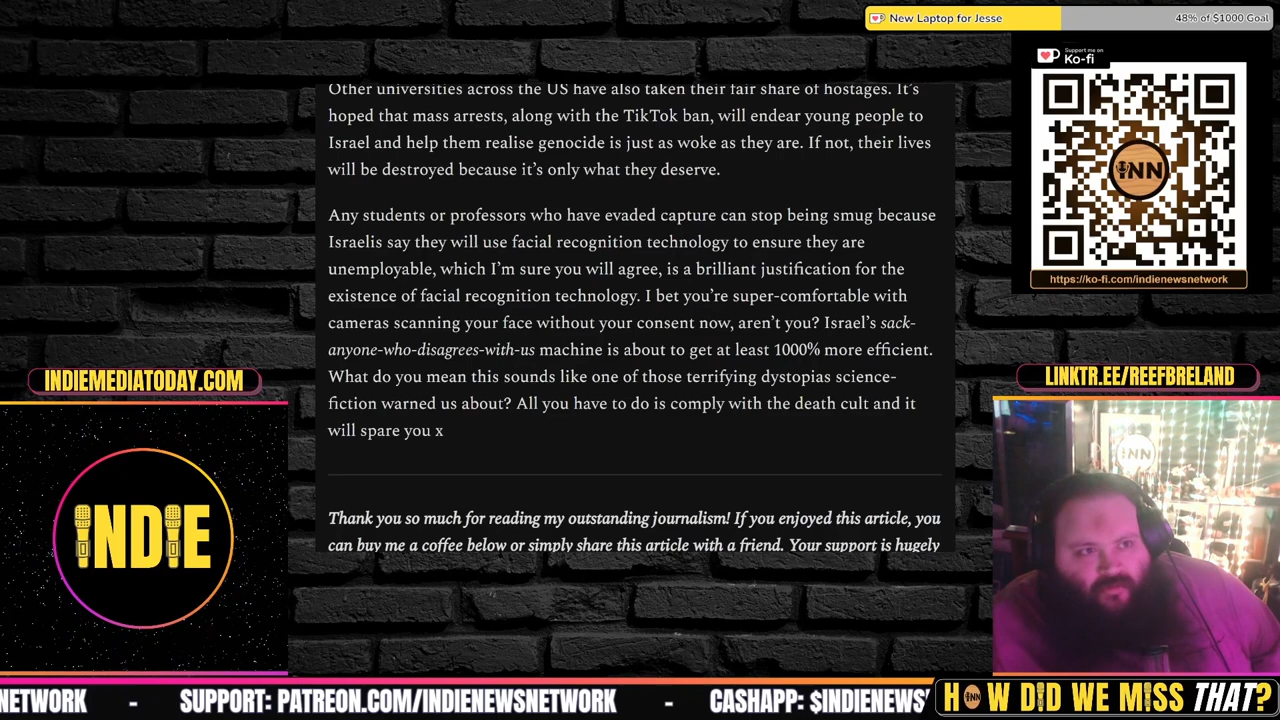 New Laptop for Jesse
48% of $1000 Goal
Support me on
Ko-fi
iNN
https://ko-fi.com/indienewsnetwork
Other universities across the US have also taken their fair share of hostages. It’s
hoped that miss arrests, along with the TikTok ban, will endear young people to
Israel and help them realise genocide is just as woke as they are. If not, their lives
will be destroyed because it’s only what they deserve.
Any students or professors who have evaded capture can stop being smug because
Israelis say they will use facial recognition technology to ensure they are
unemployable, which I’m sure you will agree, is a brilliant justification for the
existence of facial recognition technology. I bet you’re super-comfortable with
cameras scanning your face without your consent now, aren’t you? Israel’s sack-
anyone-who-disagrees-with-us machine is about to get at least 1000% more efficient.
What do you mean this sounds like one of those terrifying dystopias science-
fiction warned us about? All you have to do is comply with the death cult and it
will spare you x
Thank you so much for reading my outstanding journalism! If you enjoyed this article, you
can buy me a coffee below or simply share this article with a friend. Your support is hugely
INDIEMEDIATODAY.COM
INDIE
LINKTR.EE/REEFBRELAND
iNN
NETWORK - SUPPORT: PATREON.COM/INDIENEWSNETWORK - CASHAPP: $INDIENEWS
HOW DID WE MISS THAT?